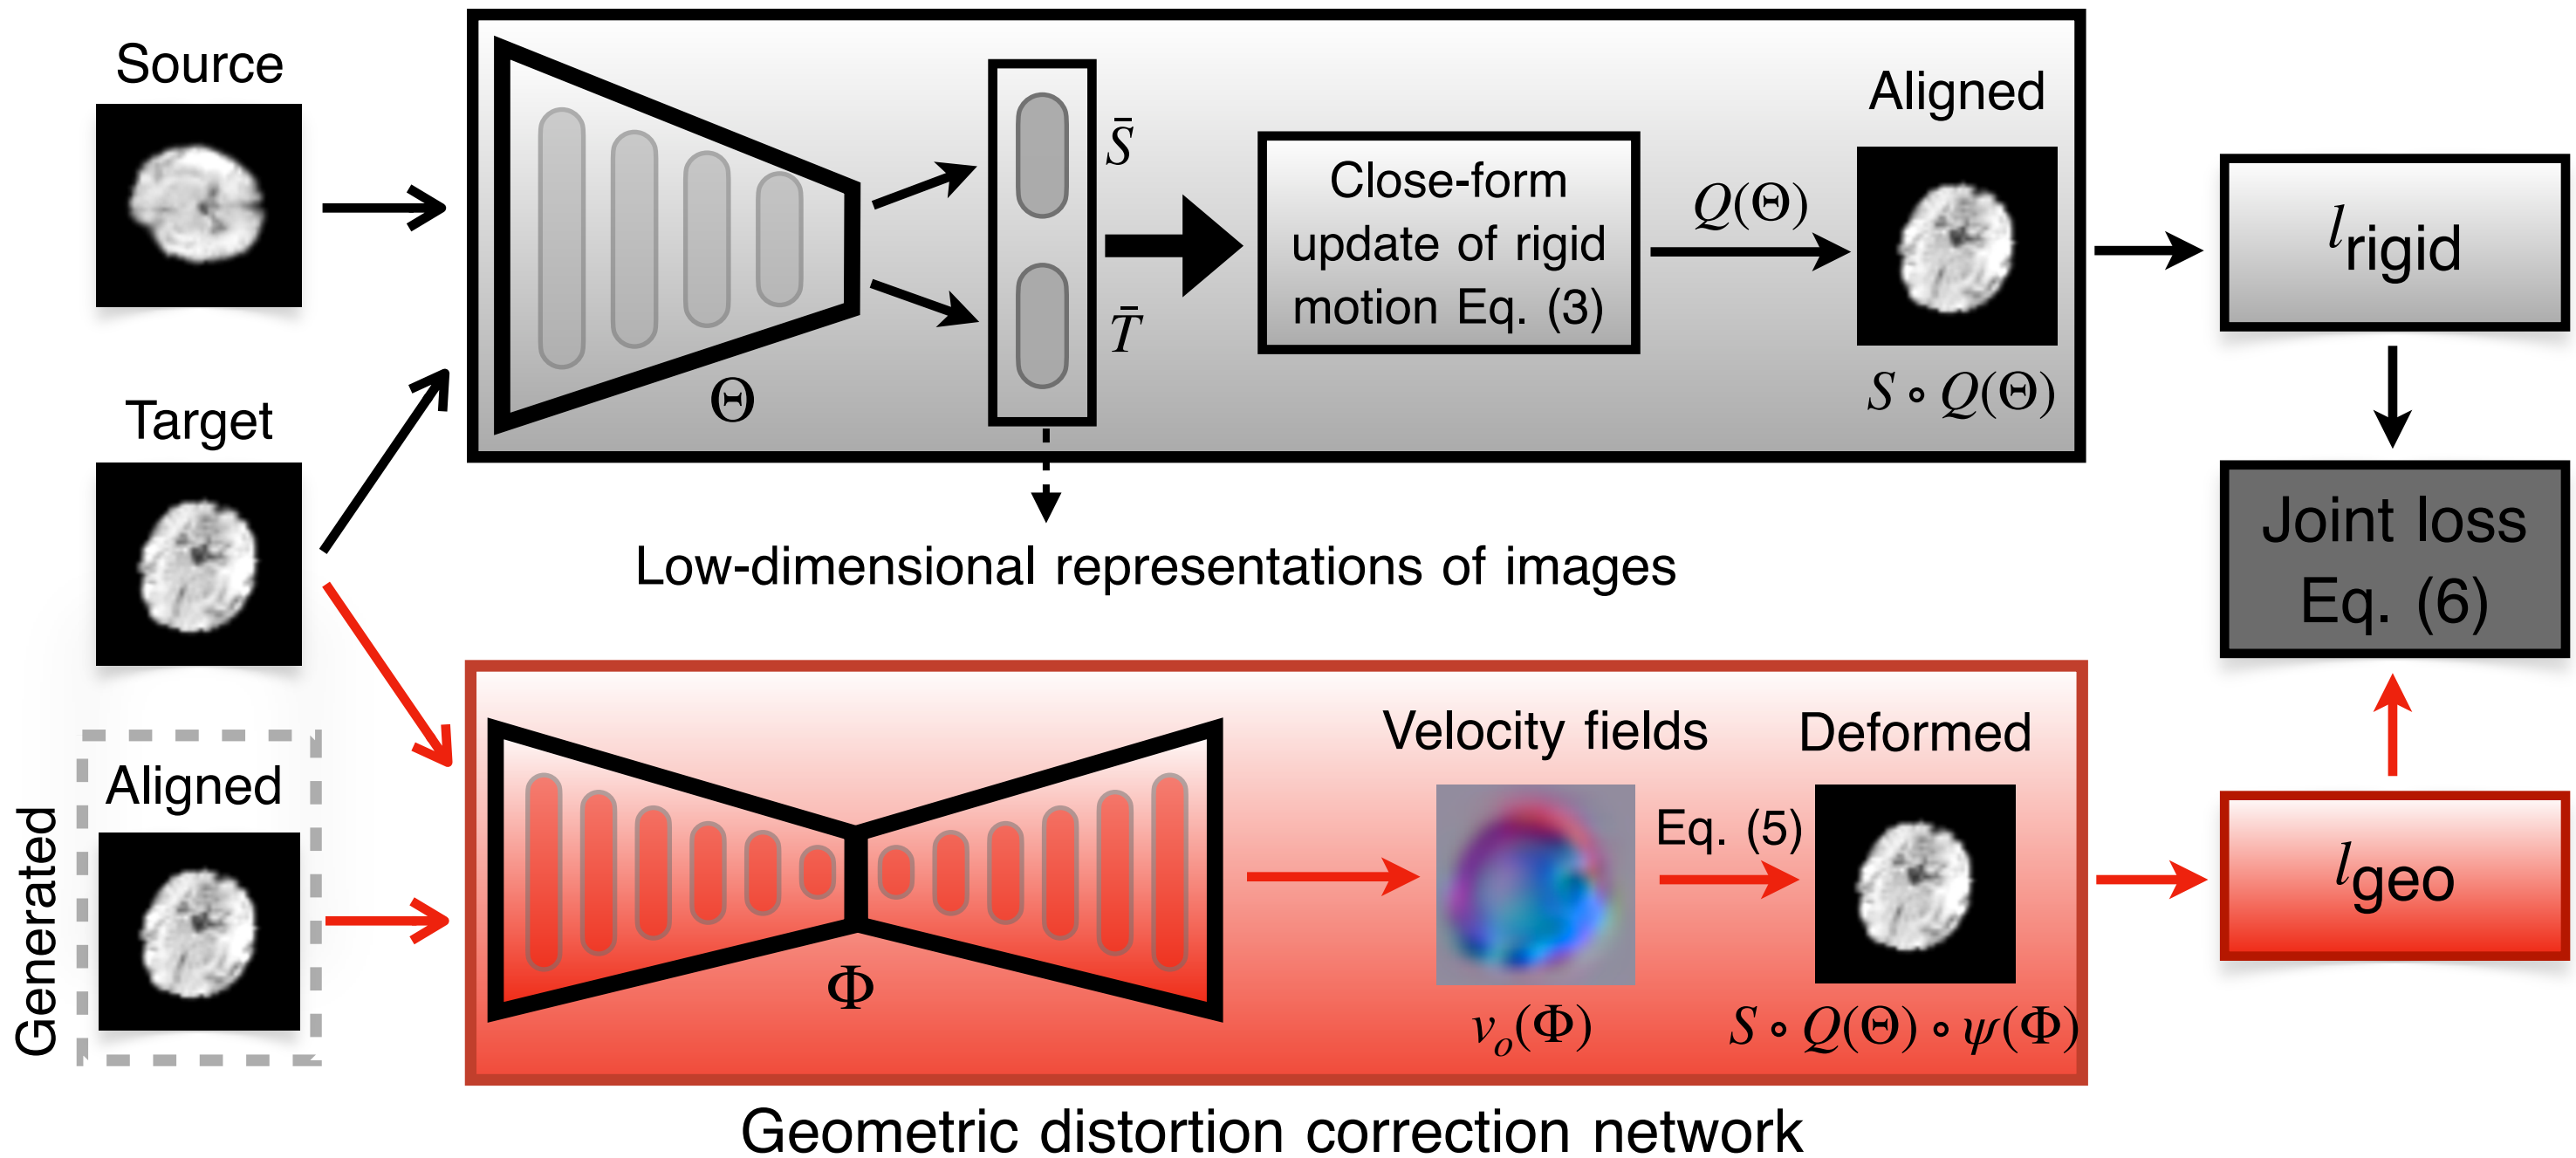 Source
Target
Generated
Aligned
Θ
S̄
T̄
Close-form
update of rigid
motion Eq. (3)
Q(Θ)
Aligned
S ∘ Q(Θ)
l_rigid
Low-dimensional representations of images
Joint loss
Eq. (6)
Φ
Velocity fields
v_o(Φ)
Eq. (5)
Deformed
S ∘ Q(Θ) ∘ ψ(Φ)
l_geo
Geometric distortion correction network